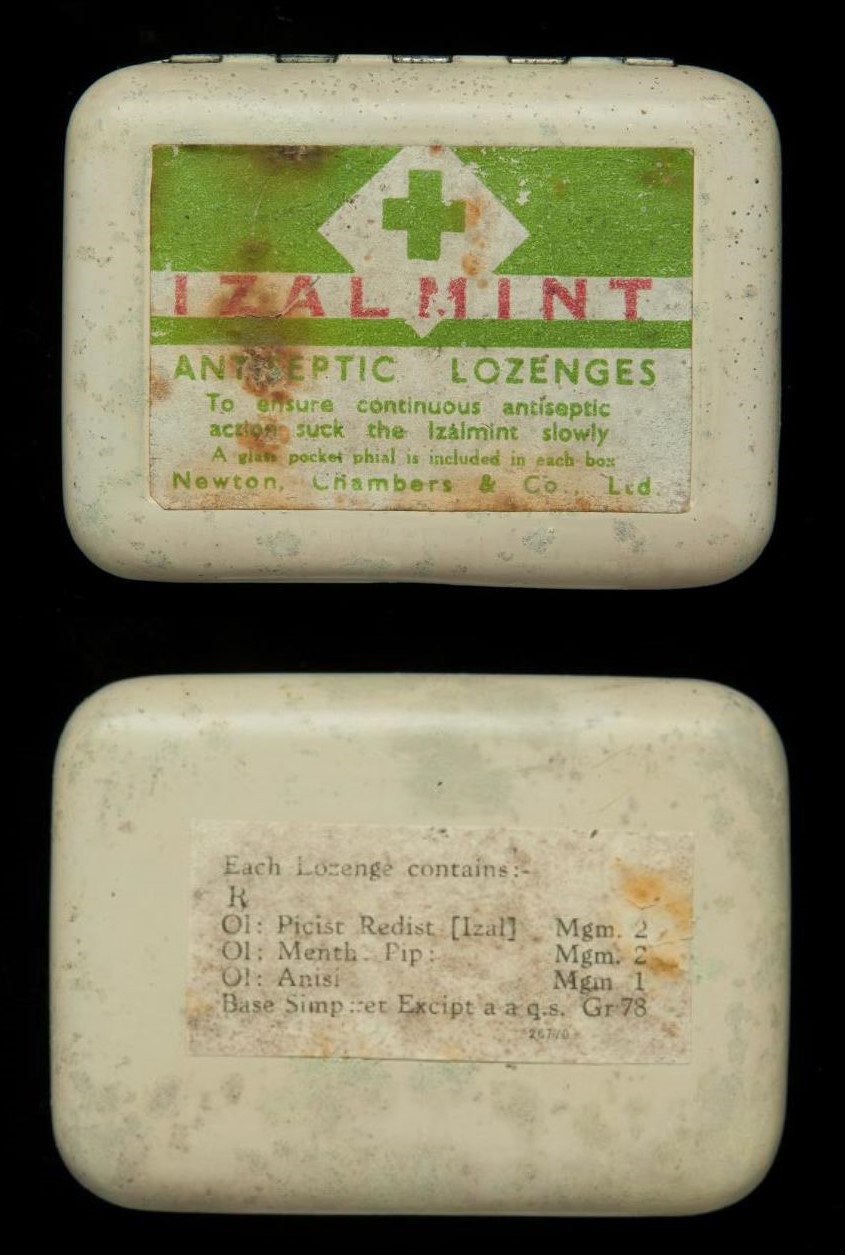 IZALMINT
ANTISEPTIC LOZENGES
To ensure continuous antiseptic
action suck the Izalmint slowly
A glass pocket phial is included in each box
Newton, Chambers & Co., Ltd.
Each Lozenge contains:-
℞
Ol: Picist Redist [Izal] Mgm. 2
Ol: Menth: Pip: Mgm. 2
Ol: Anisi Mgm 1
Base Simp: et Excipt a a q.s. Gr 78